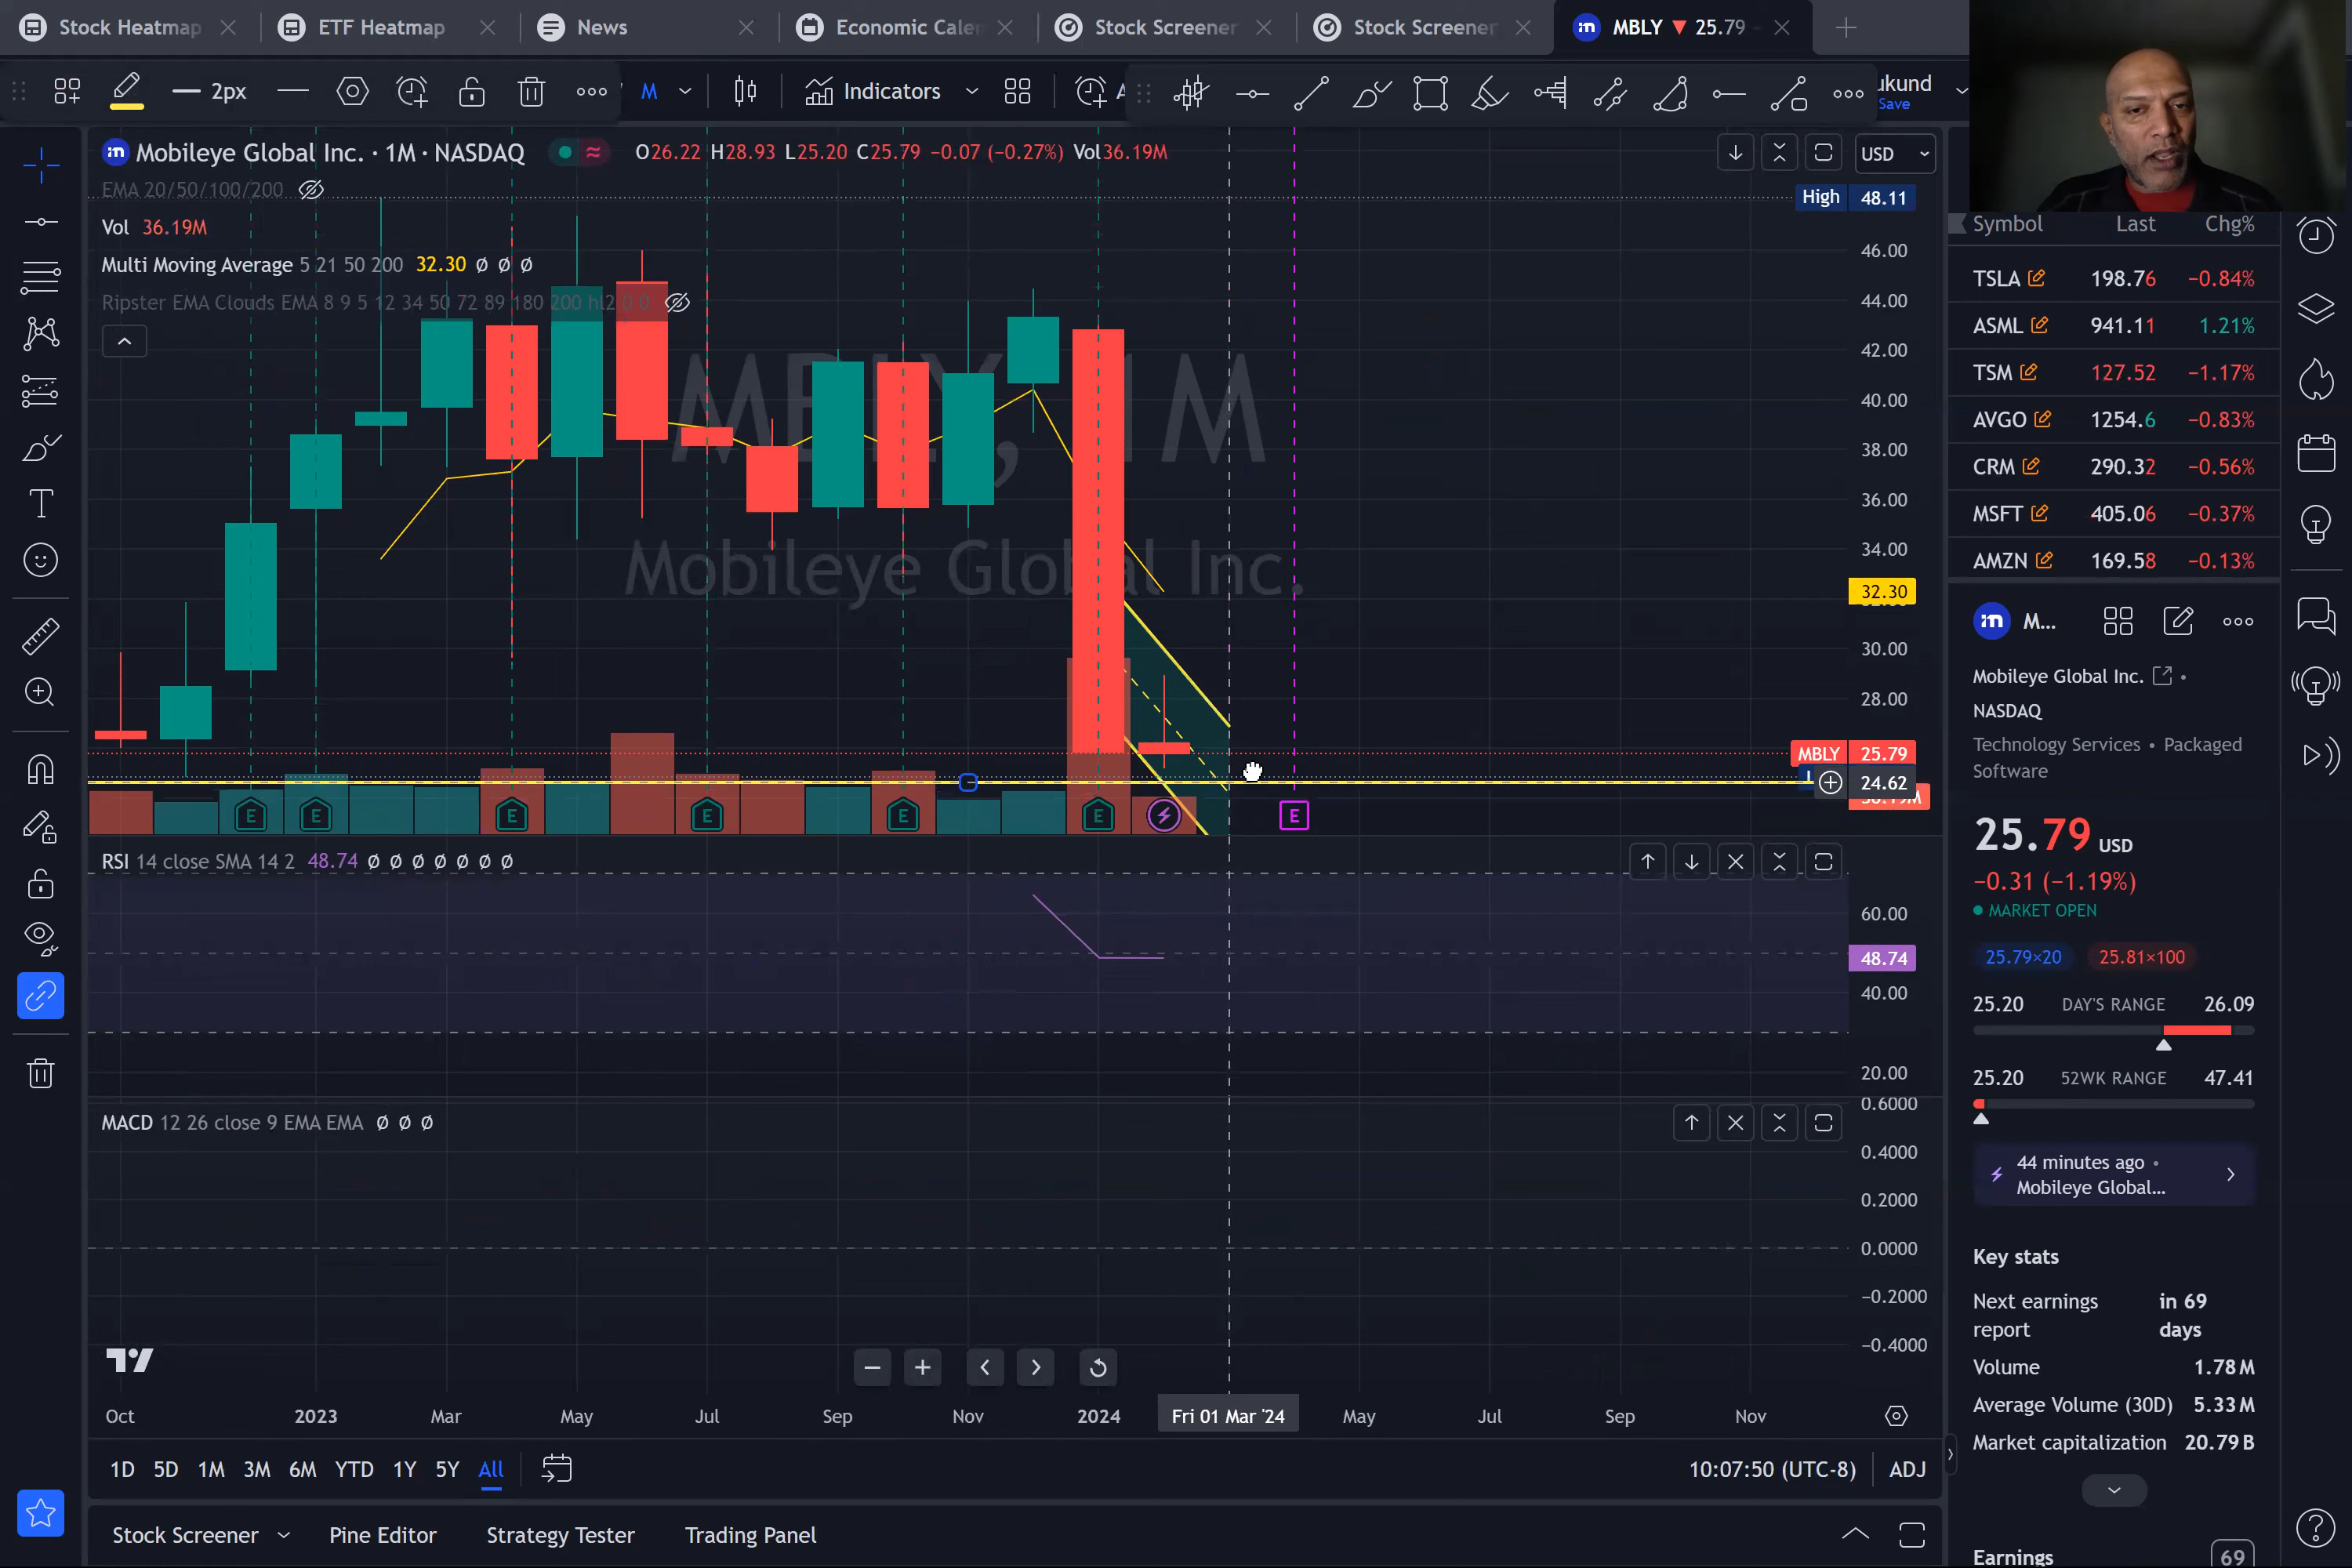 Stock Heatmap
ETF Heatmap
News
Economic Calen
Stock Screener
Stock Screener
MBLY ▼ 25.79
2px
M
Indicators
ukund
Save
Mobileye Global Inc. · 1M · NASDAQ
O26.22 H28.93 L25.20 C25.79 −0.07 (−0.27%) Vol36.19M
USD
EMA 20/50/100/200
Vol 36.19M
Multi Moving Average 5 21 50 200 32.30 Ø Ø Ø
Ripster EMA Clouds EMA 8 9 5 12 34 50 72 89 180 200 hl2 0 0
MBLY, 1M
Mobileye Global Inc.
High 48.11
46.00
44.00
42.00
40.00
38.00
36.00
34.00
32.30
30.00
28.00
MBLY 25.79
24.62
E
E
E
E
E
E
E
RSI 14 close SMA 14 2 48.74 Ø Ø Ø Ø Ø Ø Ø
60.00
48.74
40.00
20.00
MACD 12 26 close 9 EMA EMA Ø Ø Ø
0.6000
0.4000
0.2000
0.0000
−0.2000
−0.4000
Oct
2023
Mar
May
Jul
Sep
Nov
2024
Fri 01 Mar '24
May
Jul
Sep
Nov
1D 5D 1M 3M 6M YTD 1Y 5Y All
10:07:50 (UTC-8)
ADJ
Stock Screener
Pine Editor
Strategy Tester
Trading Panel
Symbol Last Chg%
TSLA 198.76 −0.84%
ASML 941.11 1.21%
TSM 127.52 −1.17%
AVGO 1254.6 −0.83%
CRM 290.32 −0.56%
MSFT 405.06 −0.37%
AMZN 169.58 −0.13%
M...
Mobileye Global Inc. •
NASDAQ
Technology Services • Packaged
Software
25.79 USD
−0.31 (−1.19%)
MARKET OPEN
25.79×20 25.81×100
25.20 DAY'S RANGE 26.09
25.20 52WK RANGE 47.41
44 minutes ago •
Mobileye Global...
Key stats
Next earnings in 69
report days
Volume 1.78M
Average Volume (30D) 5.33M
Market capitalization 20.79B
Earnings 69